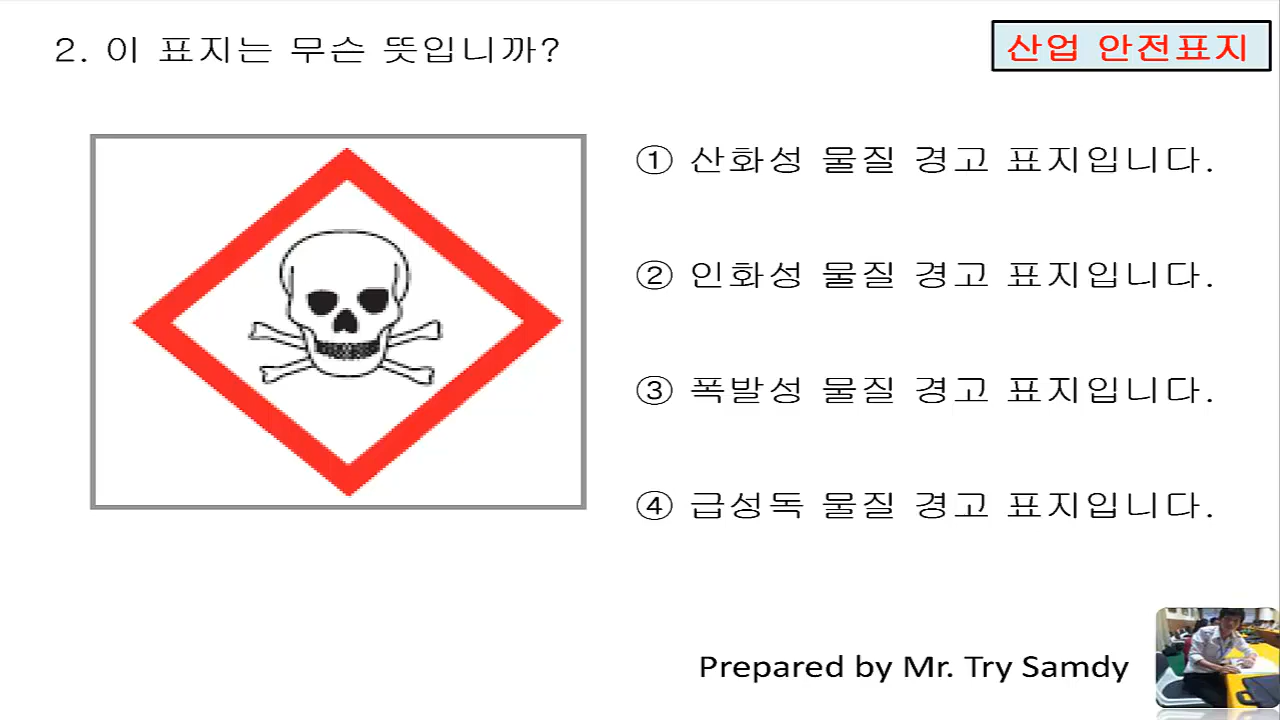 2. 이 표지는 무슨 뜻입니까?
산업 안전표지
① 산화성 물질 경고 표지입니다.
② 인화성 물질 경고 표지입니다.
③ 폭발성 물질 경고 표지입니다.
④ 급성독 물질 경고 표지입니다.
Prepared by Mr. Try Samdy